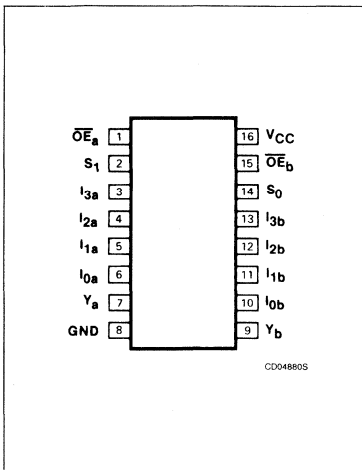 OEₐ 1 16 VCC
S₁ 2 15 OEb
I₃ₐ 3 14 S₀
I₂ₐ 4 13 I₃b
I₁ₐ 5 12 I₂b
I₀ₐ 6 11 I₁b
Yₐ 7 10 I₀b
GND 8 9 Yb
CD04880S